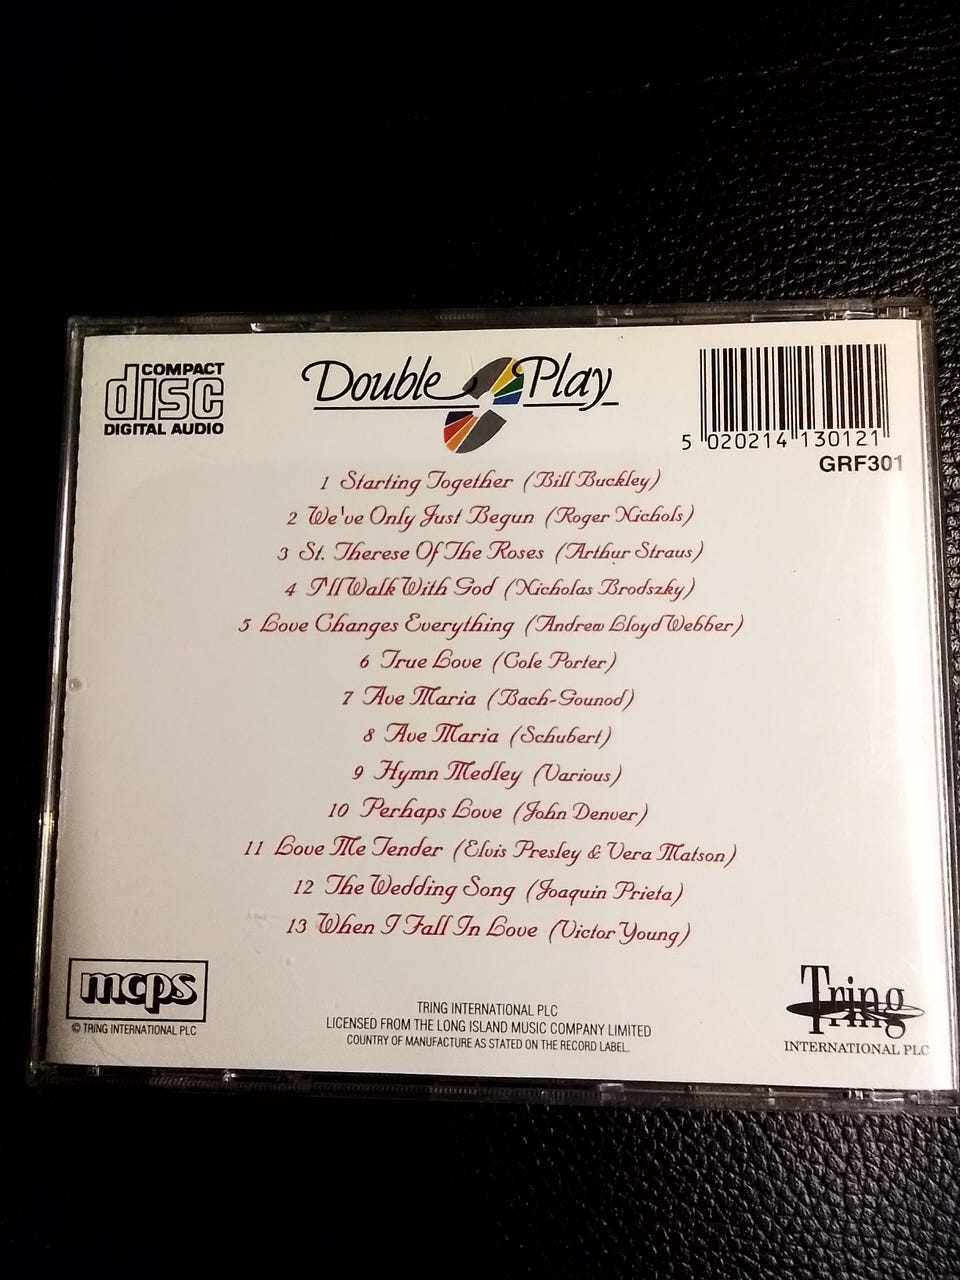 COMPACT
disc
DIGITAL AUDIO
Double Play
5 020214 130121
GRF301
1 Starting Together (Bill Buckley)
2 We've Only Just Begun (Roger Nichols)
3 St. Therese Of The Roses (Arthur Straus)
4 I'll Walk With God (Nicholas Brodszky)
5 Love Changes Everything (Andrew Lloyd Webber)
6 True Love (Cole Porter)
7 Ave Maria (Bach-Gounod)
8 Ave Maria (Schubert)
9 Hymn Medley (Various)
10 Perhaps Love (John Denver)
11 Love Me Tender (Elvis Presley & Vera Matson)
12 The Wedding Song (Joaquin Prieta)
13 When I Fall In Love (Victor Young)
mcps
© TRING INTERNATIONAL PLC
TRING INTERNATIONAL PLC
LICENSED FROM THE LONG ISLAND MUSIC COMPANY LIMITED
COUNTRY OF MANUFACTURE AS STATED ON THE RECORD LABEL.
Tring
INTERNATIONAL PLC